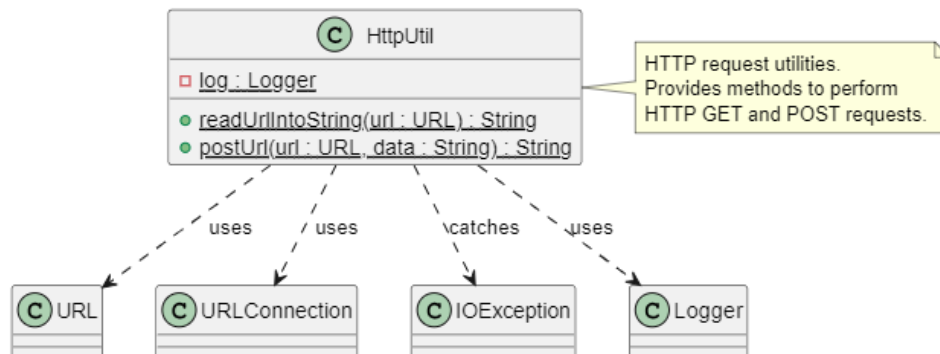 C HttpUtil
log : Logger
readUrlIntoString(url : URL) : String
postUrl(url : URL, data : String) : String
HTTP request utilities.
Provides methods to perform
HTTP GET and POST requests.
uses
uses
catches
uses
C URL
C URLConnection
C IOException
C Logger